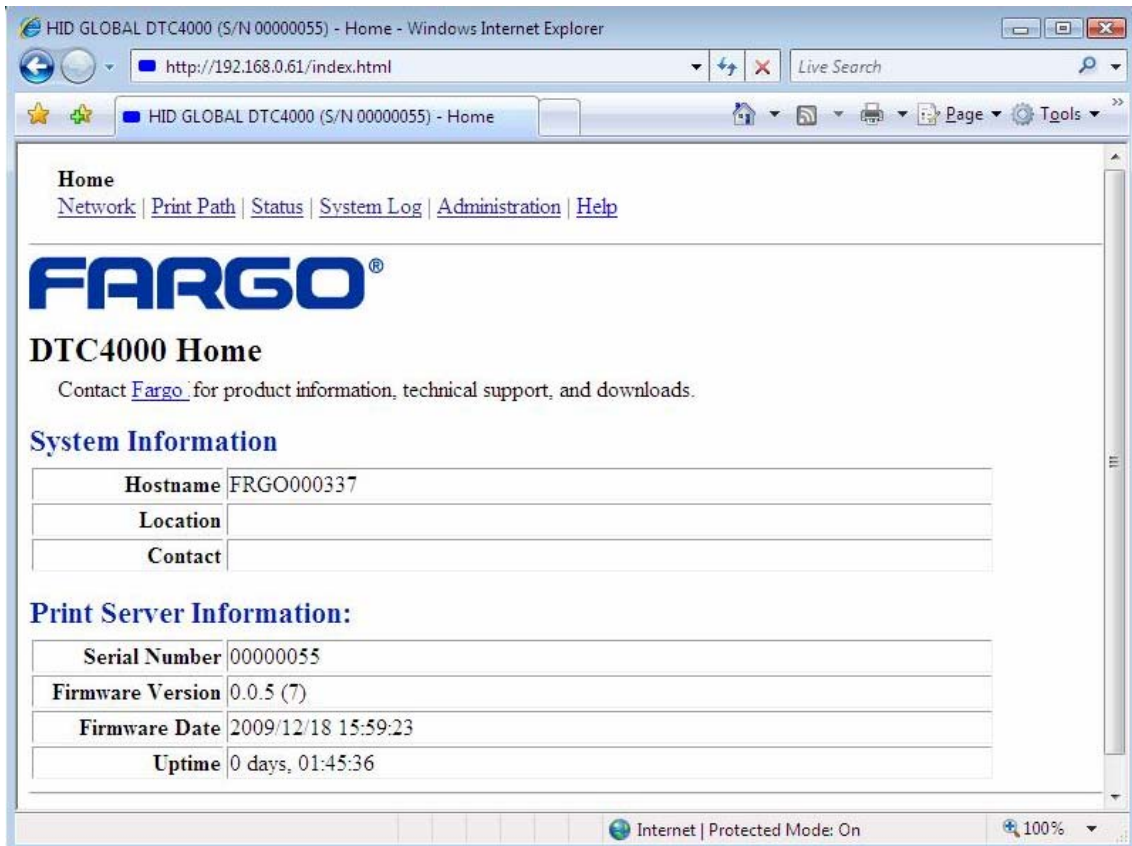 HID GLOBAL DTC4000 (S/N 00000055) - Home - Windows Internet Explorer
http://192.168.0.61/index.html Live Search
HID GLOBAL DTC4000 (S/N 00000055) - Home Page Tools »
Home
Network | Print Path | Status | System Log | Administration | Help
FARGO®
DTC4000 Home
Contact Fargo for product information, technical support, and downloads.
System Information
Hostname FRGO000337
Location
Contact
Print Server Information:
Serial Number 00000055
Firmware Version 0.0.5 (7)
Firmware Date 2009/12/18 15:59:23
Uptime 0 days, 01:45:36
Internet | Protected Mode: On 100%